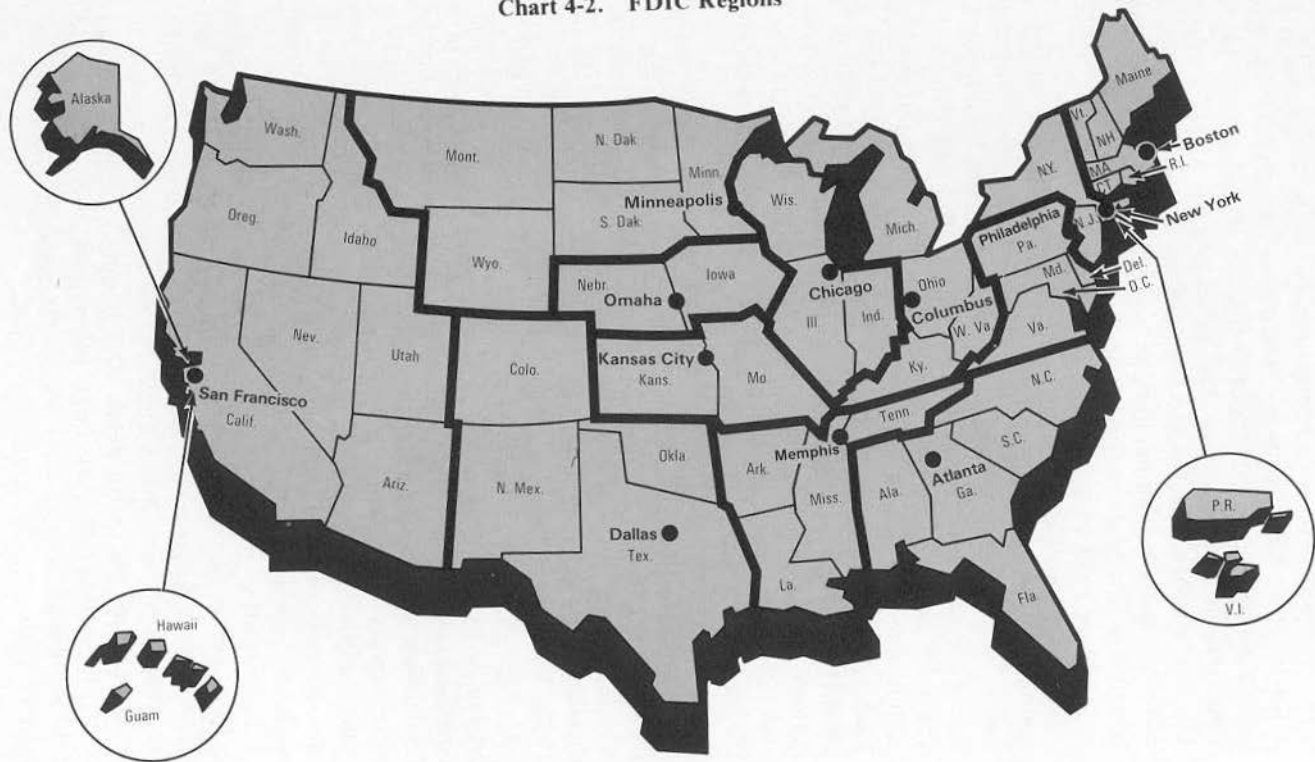 Chart 4-2. FDIC Regions
Alaska
Wash.
Oreg.
Idaho
Mont.
Wyo.
N. Dak.
S. Dak.
Minn.
Minneapolis
Wis.
Mich.
Nebr.
Omaha
Iowa
Chicago
Ill.
Ind.
Ohio
Columbus
W. Va.
Ky.
Philadelphia
Pa.
N.Y.
Vt.
NH
Maine
MA
CT
Boston
R.I.
New York
N.J.
Md.
Del.
D.C.
Va.
Nev.
Utah
Colo.
Kansas City
Kans.
Mo.
San Francisco
Calif.
Ariz.
N. Mex.
Okla.
Dallas
Tex.
Ark.
Memphis
Tenn.
Miss.
La.
Ala.
Atlanta
Ga.
N.C.
S.C.
Fla.
Hawaii
Guam
P.R.
V.I.